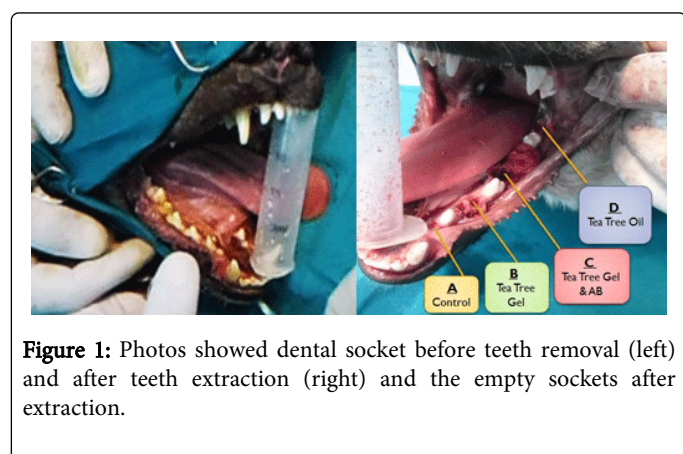 A
Control
B
Tea Tree
Gel
C
Tea Tree Gel
& AB
D
Tea Tree Oil
Figure 1: Photos showed dental socket before teeth removal (left)
and after teeth extraction (right) and the empty sockets after
extraction.